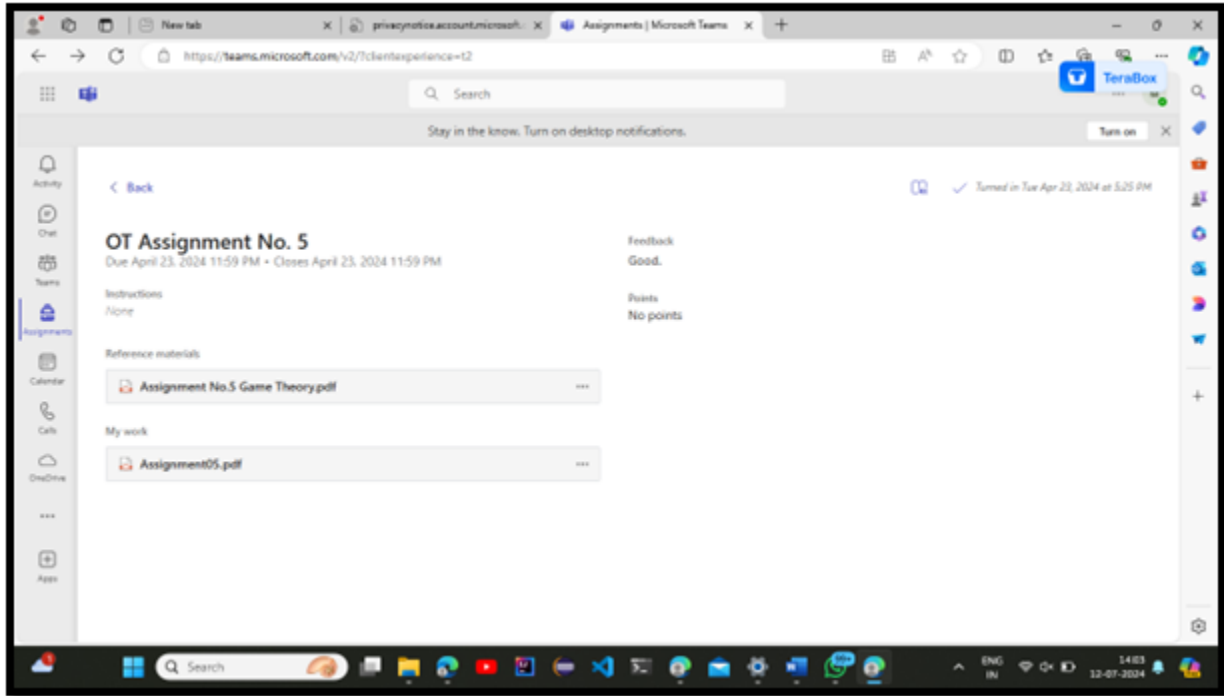 New tab
privacynotice.account.microsoft.
Assignments | Microsoft Teams
https://teams.microsoft.com/v2/?clientexperience=t2
TeraBox
Search
Stay in the know. Turn on desktop notifications.
Turn on
Activity
Chat
Teams
Assignments
Calendar
Calls
OneDrive
Apps
Back
Turned in Tue Apr 23, 2024 at 5:25 PM
OT Assignment No. 5
Due April 23, 2024 11:59 PM • Closes April 23, 2024 11:59 PM
Instructions
None
Reference materials
Assignment No.5 Game Theory.pdf
My work
Assignment05.pdf
Feedback
Good.
Points
No points
Search
99+
ENG
IN
14:03
12-07-2024